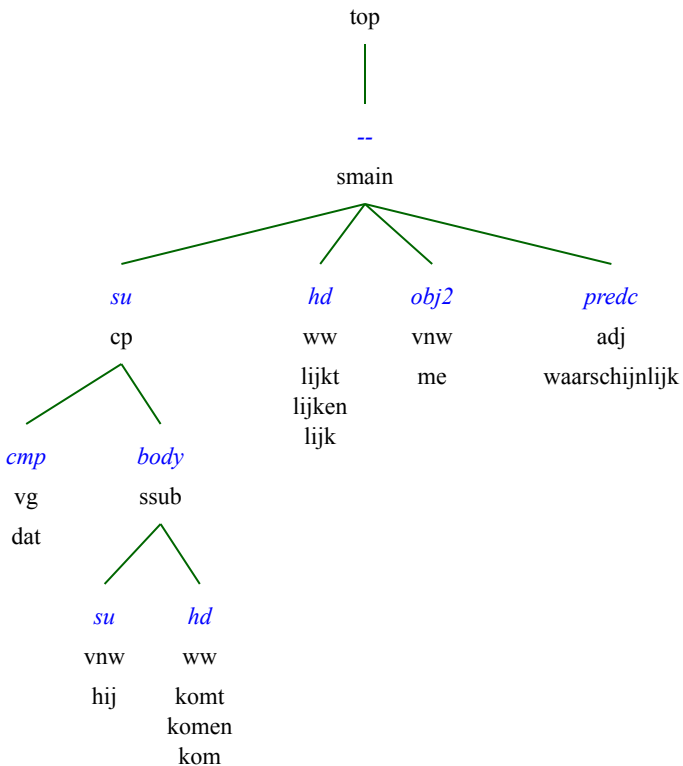 top
--
smain
su hd obj2 predc
cp ww vnw adj
lijkt me waarschijnlijk
lijken
lijk
cmp body
vg ssub
dat
su hd
vnw ww
hij komt
komen
kom